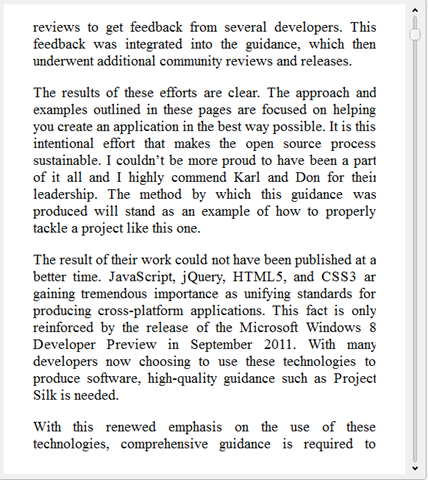 reviews to get feedback from several developers. This
feedback was integrated into the guidance, which then
underwent additional community reviews and releases.
The results of these efforts are clear. The approach and
examples outlined in these pages are focused on helping
you create an application in the best way possible. It is this
intentional effort that makes the open source process
sustainable. I couldn't be more proud to have been a part
of it all and I highly commend Karl and Don for their
leadership. The method by which this guidance was
produced will stand as an example of how to properly
tackle a project like this one.
The result of their work could not have been published at a
better time. JavaScript, jQuery, HTML5, and CSS3 ar
gaining tremendous importance as unifying standards for
producing cross-platform applications. This fact is only
reinforced by the release of the Microsoft Windows 8
Developer Preview in September 2011. With many
developers now choosing to use these technologies to
produce software, high-quality guidance such as Project
Silk is needed.
With this renewed emphasis on the use of these
technologies, comprehensive guidance is required to